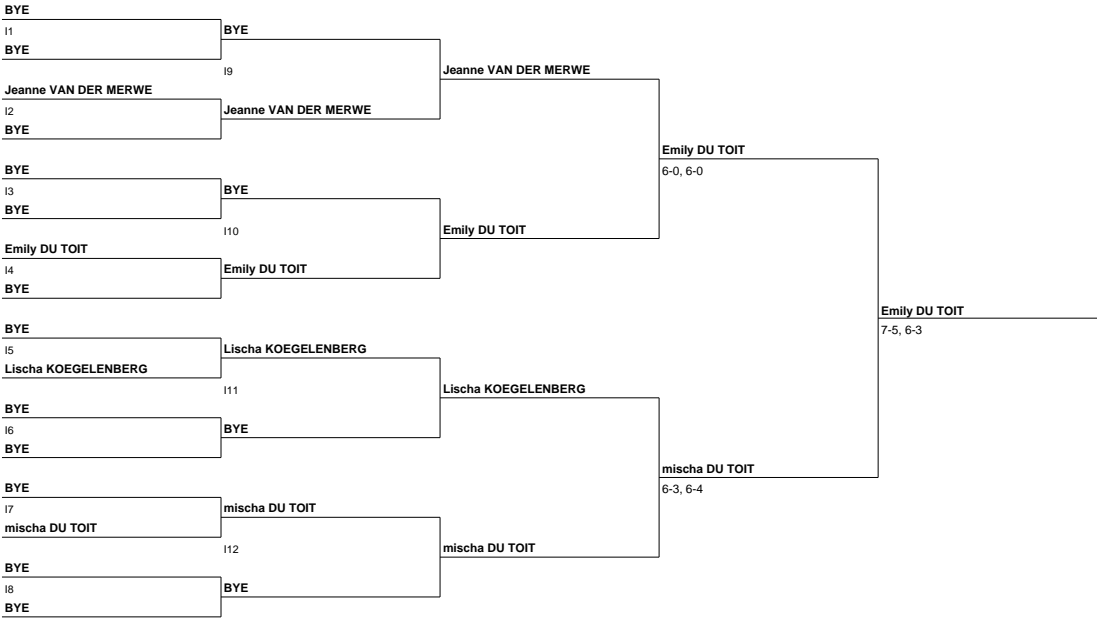 BYE
I1
BYE
BYE
I9
Jeanne VAN DER MERWE
Jeanne VAN DER MERWE
I2
Jeanne VAN DER MERWE
BYE
Emily DU TOIT
6-0, 6-0
BYE
I3
BYE
BYE
I10
Emily DU TOIT
Emily DU TOIT
I4
Emily DU TOIT
BYE
Emily DU TOIT
7-5, 6-3
BYE
I5
Lischa KOEGELENBERG
Lischa KOEGELENBERG
I11
Lischa KOEGELENBERG
BYE
I6
BYE
BYE
mischa DU TOIT
6-3, 6-4
BYE
I7
mischa DU TOIT
mischa DU TOIT
I12
mischa DU TOIT
BYE
I8
BYE
BYE